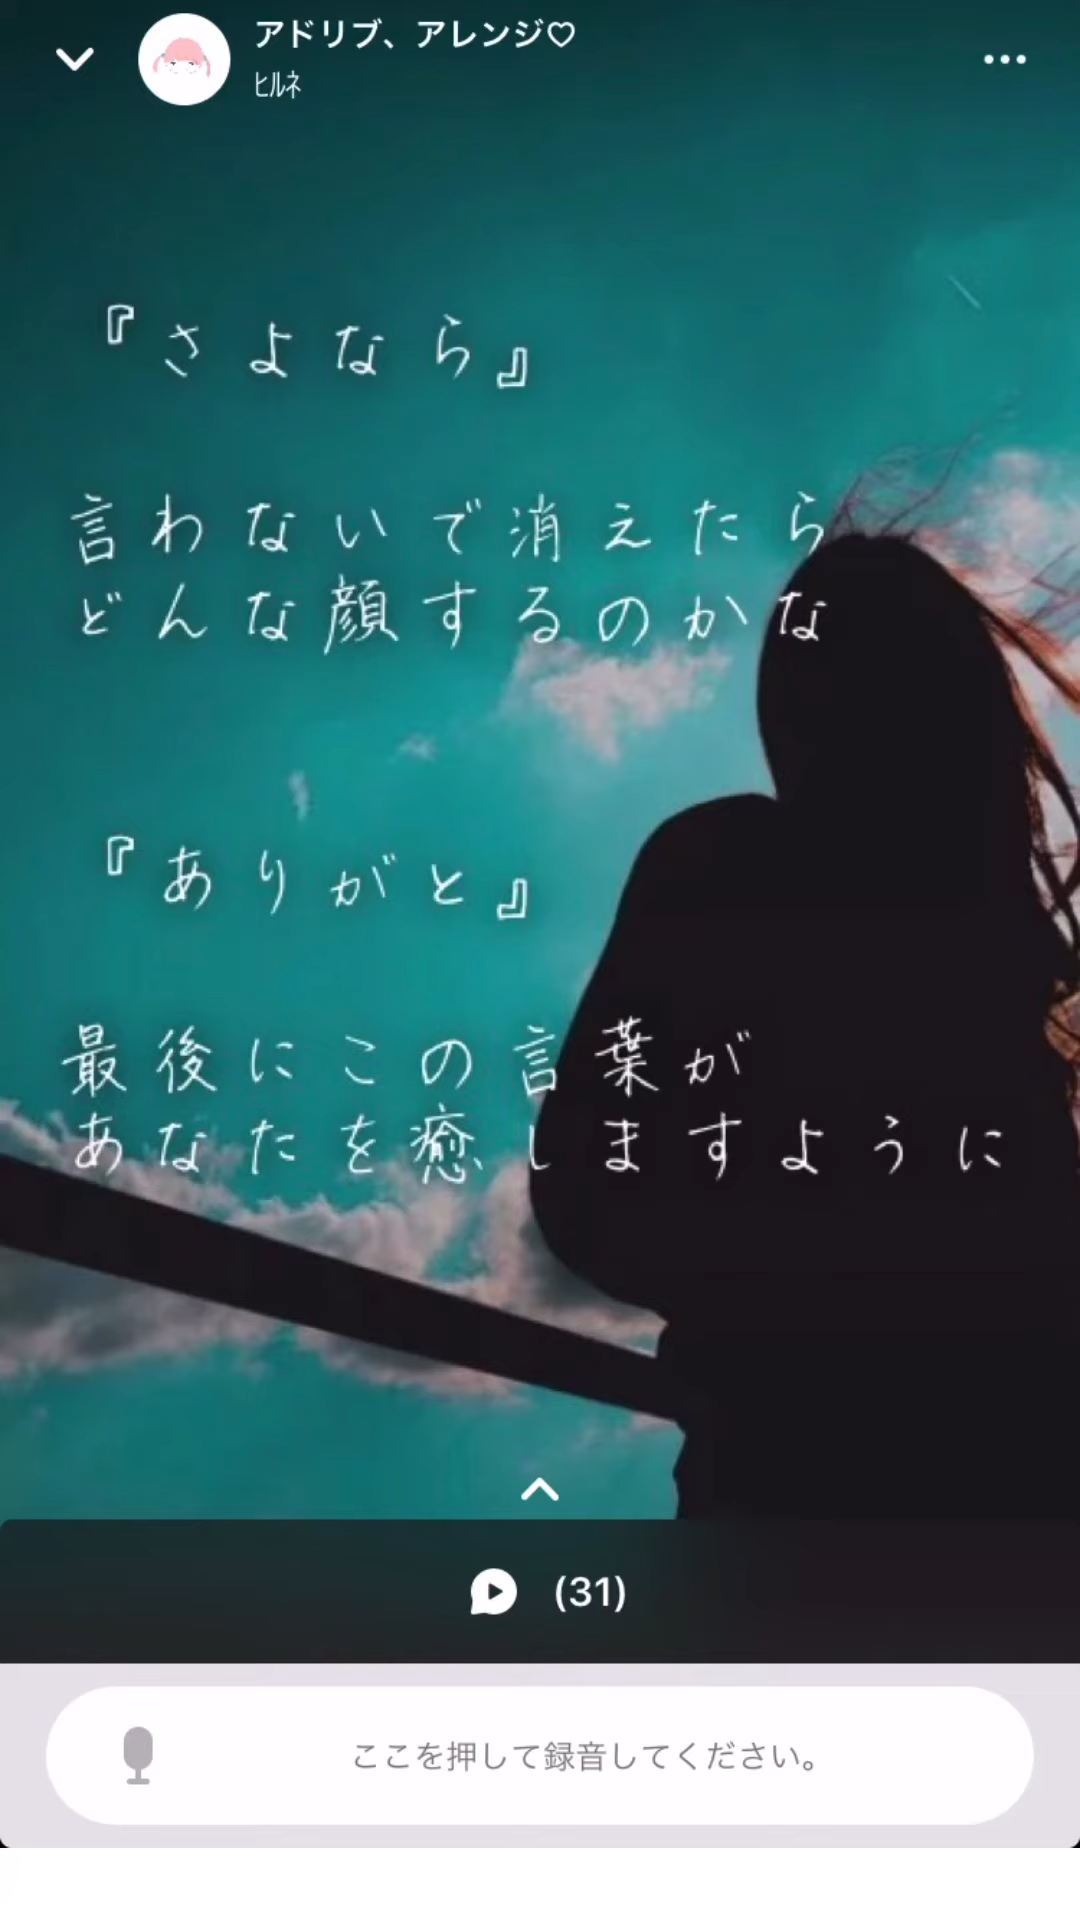 アドリブ、アレンジ♡
ﾋﾙﾈ
『さよなら』
言わないで消えたら
どんな顔するのかな
『ありがと』
最後にこの言葉が
あなたを癒しますように
(31)
ここを押して録音してください。